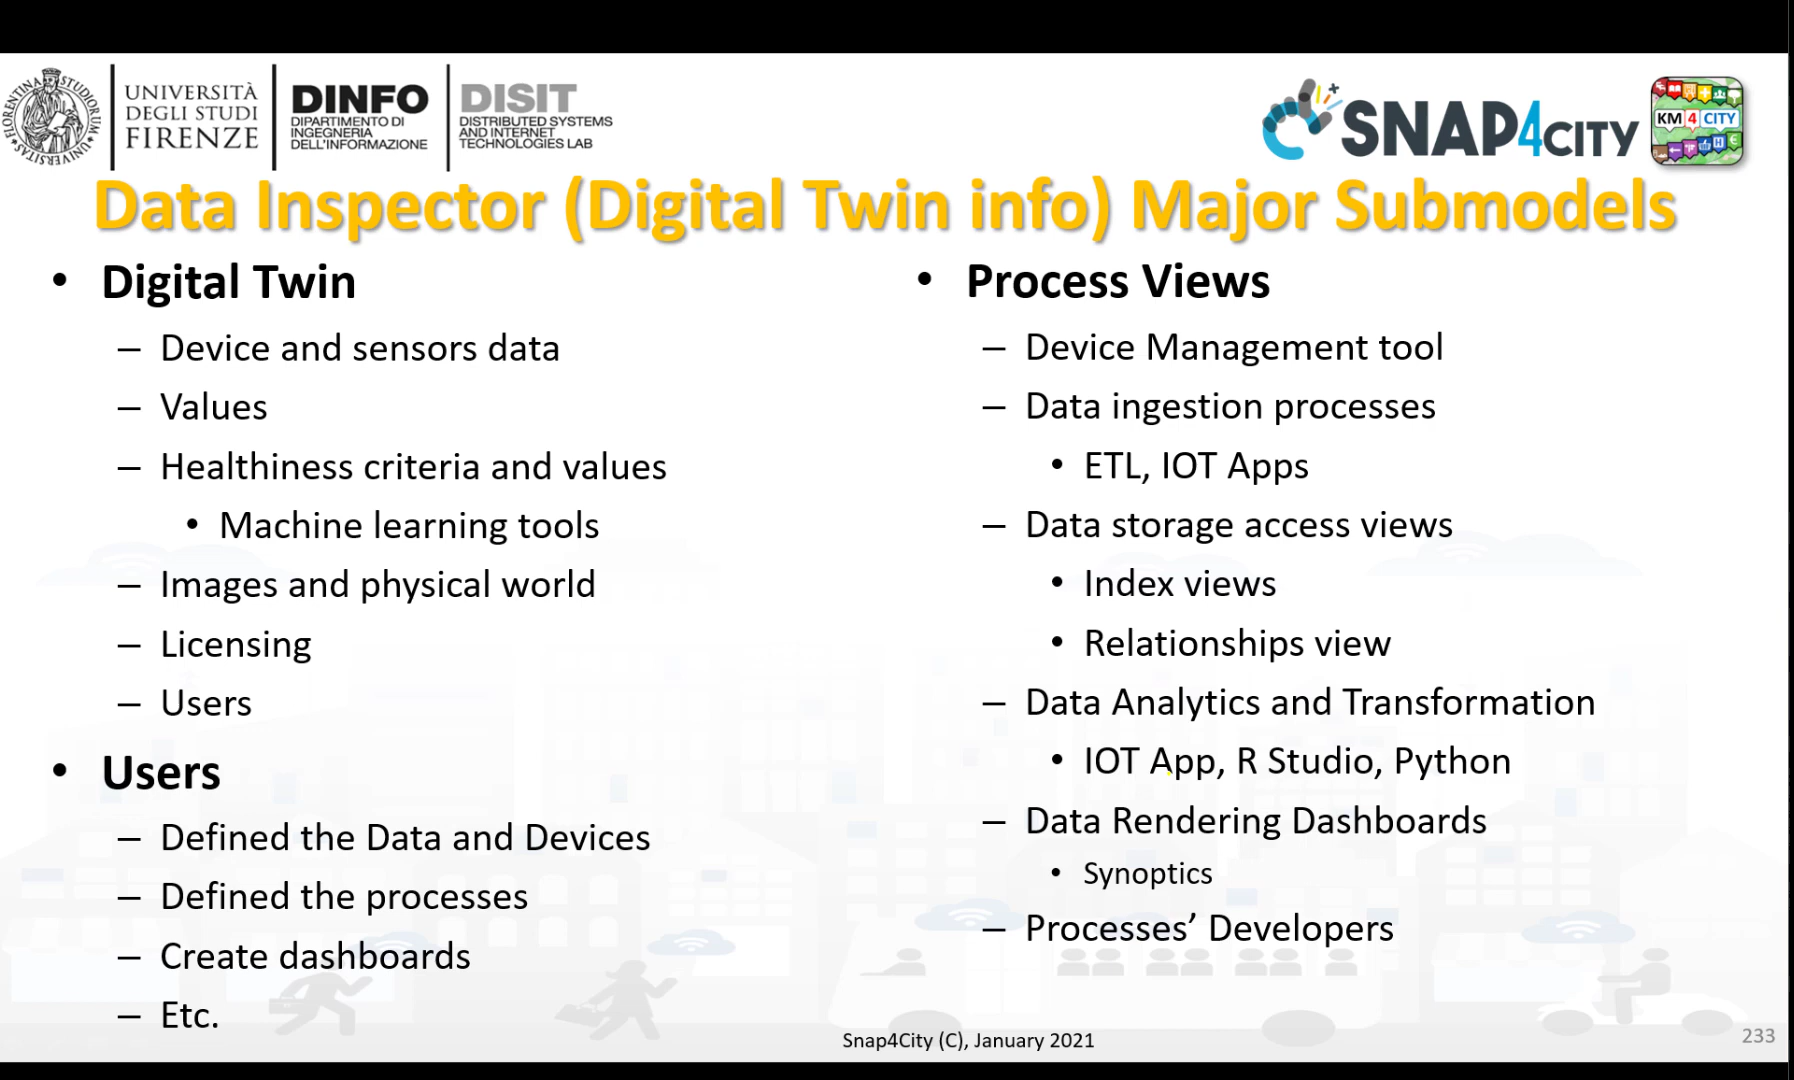 UNIVERSITÀ
DEGLI STUDI
FIRENZE
DINFO
DIPARTIMENTO DI
INGEGNERIA
DELL'INFORMAZIONE
DISIT
DISTRIBUTED SYSTEMS
AND INTERNET
TECHNOLOGIES LAB
SNAP4CITY
KM 4 CITY
Data Inspector (Digital Twin info) Major Submodels
• Digital Twin
– Device and sensors data
– Values
– Healthiness criteria and values
• Machine learning tools
– Images and physical world
– Licensing
– Users
• Users
– Defined the Data and Devices
– Defined the processes
– Create dashboards
– Etc.
• Process Views
– Device Management tool
– Data ingestion processes
• ETL, IOT Apps
– Data storage access views
• Index views
• Relationships view
– Data Analytics and Transformation
• IOT App, R Studio, Python
– Data Rendering Dashboards
• Synoptics
– Processes’ Developers
Snap4City (C), January 2021
233